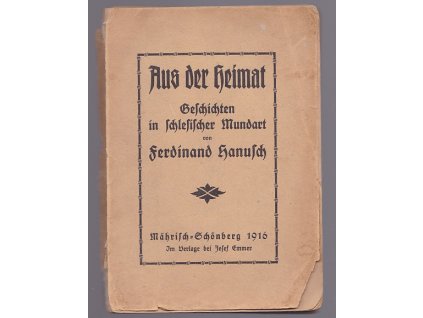 Aus der Heimat
Geschichten
in schlesischer Mundart
von
Ferdinand Hanusch
Mährisch-Schönberg 1916
Im Verlage bei Josef Emmer